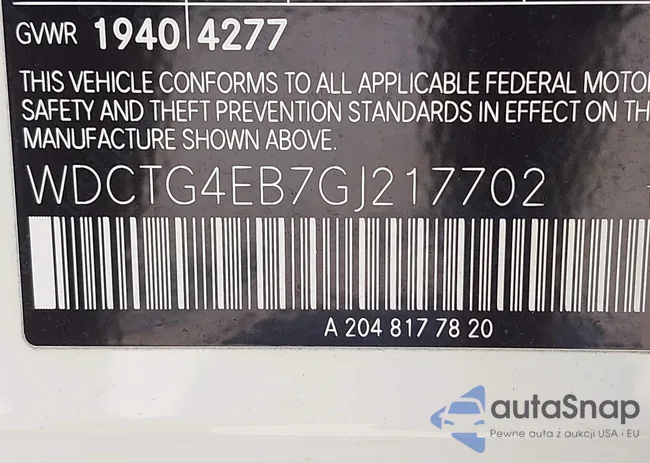 GVWR 1940 4277
THIS VEHICLE CONFORMS TO ALL APPLICABLE FEDERAL MOTOR
SAFETY AND THEFT PREVENTION STANDARDS IN EFFECT ON TH
MANUFACTURE SHOWN ABOVE.
WDCTG4EB7GJ217702
A 204 817 78 20
autaSnap
Pewne auta z aukcji USA i EU